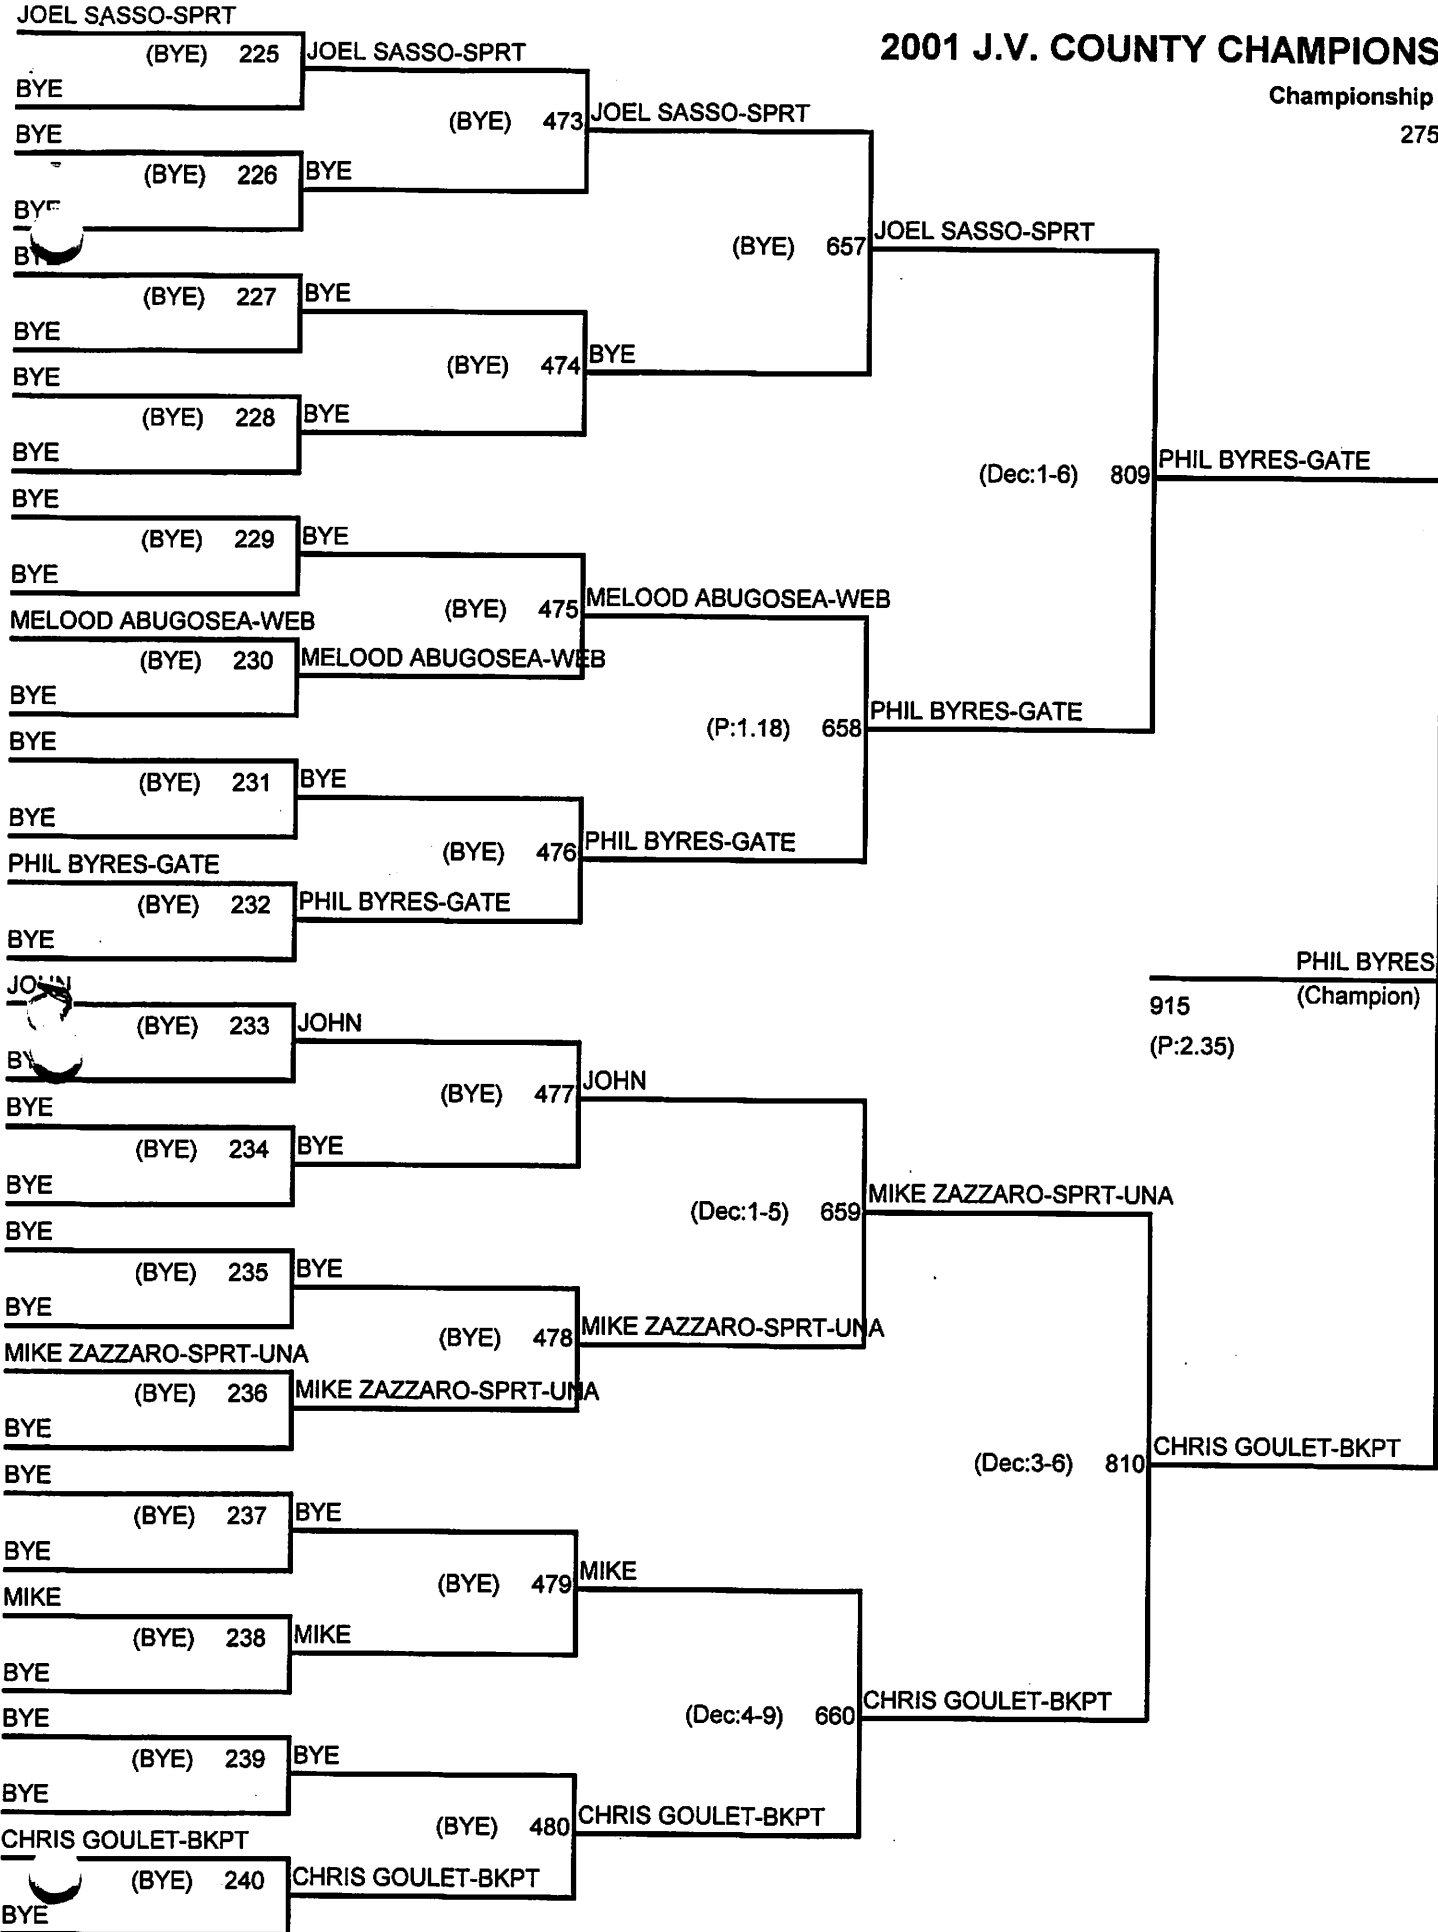 2001 J.V. COUNTY CHAMPIONS
Championship
275
JOEL SASSO-SPRT
(BYE) 225
JOEL SASSO-SPRT
BYE
(BYE) 473
JOEL SASSO-SPRT
BYE
(BYE) 226
BYE
BYE
(BYE) 657
JOEL SASSO-SPRT
BYE
(BYE) 227
BYE
BYE
(BYE) 474
BYE
BYE
(BYE) 228
BYE
BYE
(Dec:1-6) 809
PHIL BYRES-GATE
BYE
(BYE) 229
BYE
BYE
(BYE) 475
MELOOD ABUGOSEA-WEB
MELOOD ABUGOSEA-WEB
(BYE) 230
MELOOD ABUGOSEA-WEB
BYE
(P:1.18) 658
PHIL BYRES-GATE
BYE
(BYE) 231
BYE
BYE
(BYE) 476
PHIL BYRES-GATE
PHIL BYRES-GATE
(BYE) 232
PHIL BYRES-GATE
BYE
PHIL BYRES
(Champion)
915
(P:2.35)
JOHN
(BYE) 233
JOHN
BYE
(BYE) 477
JOHN
BYE
(BYE) 234
BYE
BYE
(Dec:1-5) 659
MIKE ZAZZARO-SPRT-UNA
BYE
(BYE) 235
BYE
BYE
(BYE) 478
MIKE ZAZZARO-SPRT-UNA
MIKE ZAZZARO-SPRT-UNA
(BYE) 236
MIKE ZAZZARO-SPRT-UNA
BYE
(Dec:3-6) 810
CHRIS GOULET-BKPT
BYE
(BYE) 237
BYE
BYE
(BYE) 479
MIKE
MIKE
(BYE) 238
MIKE
BYE
(Dec:4-9) 660
CHRIS GOULET-BKPT
BYE
(BYE) 239
BYE
BYE
(BYE) 480
CHRIS GOULET-BKPT
CHRIS GOULET-BKPT
(BYE) 240
CHRIS GOULET-BKPT
BYE